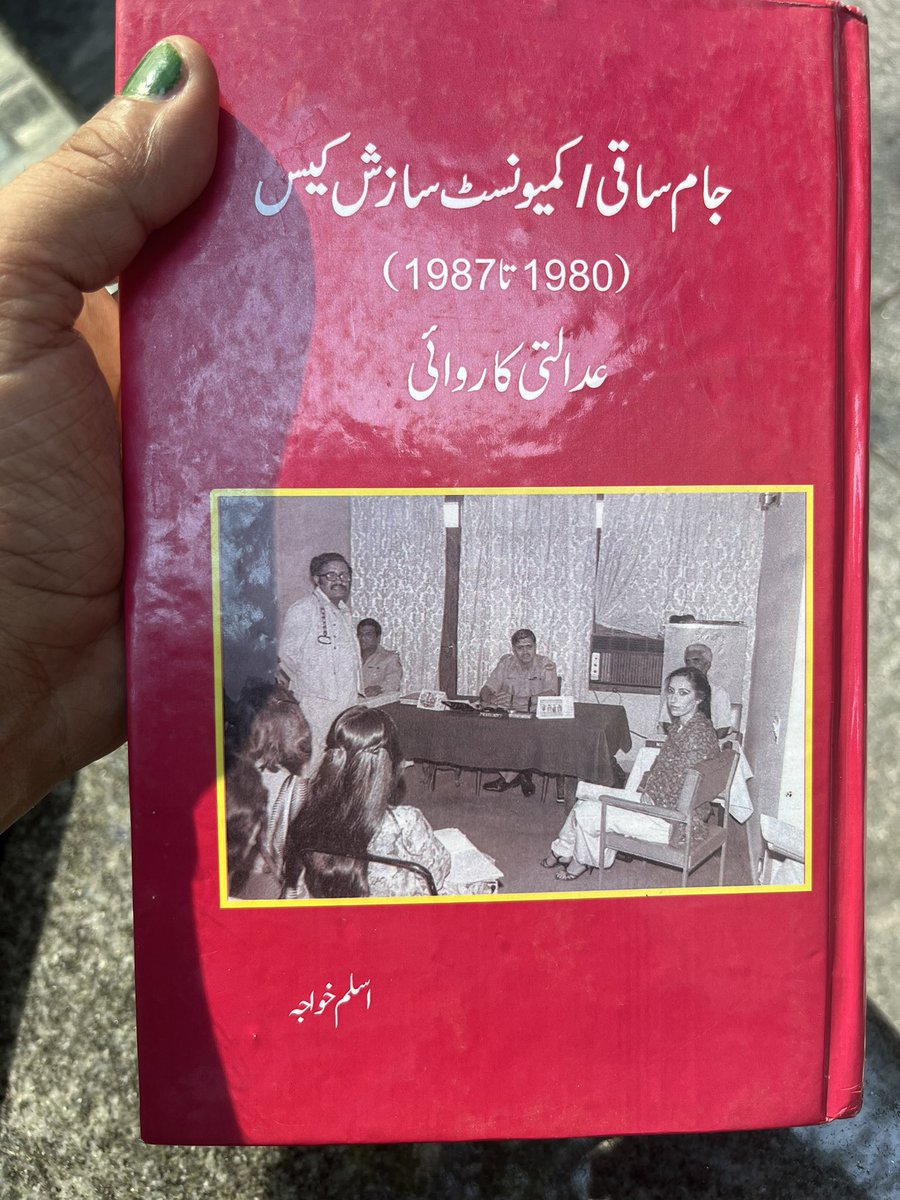 جام ساقی / کمیونسٹ سازش کیس
(1980 تا 1987)
عدالتی کاروائی
اسلم خواجہ